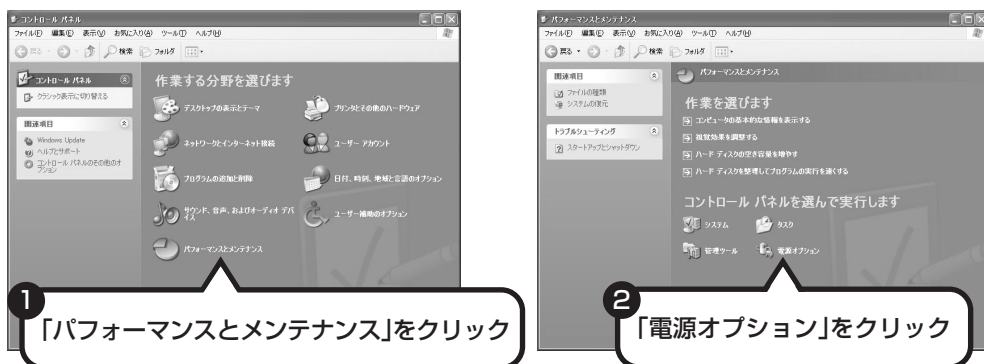 コントロール パネル
ファイル(F) 編集(E) 表示(V) お気に入り(A) ツール(T) ヘルプ(H)
戻る 検索 フォルダ
コントロール パネル
クラシック表示に切り替える
関連項目
Windows Update
ヘルプとサポート
コントロール パネルのその他のオプション
作業する分野を選びます
デスクトップの表示とテーマ
プリンタとその他のハードウェア
ネットワークとインターネット接続
ユーザー アカウント
プログラムの追加と削除
日付、時刻、地域と言語のオプション
サウンド、音声、およびオーディオ デバイス
ユーザー補助のオプション
パフォーマンスとメンテナンス
1
「パフォーマンスとメンテナンス」をクリック
パフォーマンスとメンテナンス
ファイル(F) 編集(E) 表示(V) お気に入り(A) ツール(T) ヘルプ(H)
戻る 検索 フォルダ
関連項目
ファイルの種類
システムの復元
トラブルシューティング
スタートアップとシャットダウン
パフォーマンスとメンテナンス
作業を選びます
コンピュータの基本的な情報を表示する
視覚効果を調整する
ハード ディスクの空き容量を増やす
ハード ディスクを整理してプログラムの実行を速くする
コントロール パネルを選んで実行します
システム
タスク
管理ツール
電源オプション
2
「電源オプション」をクリック